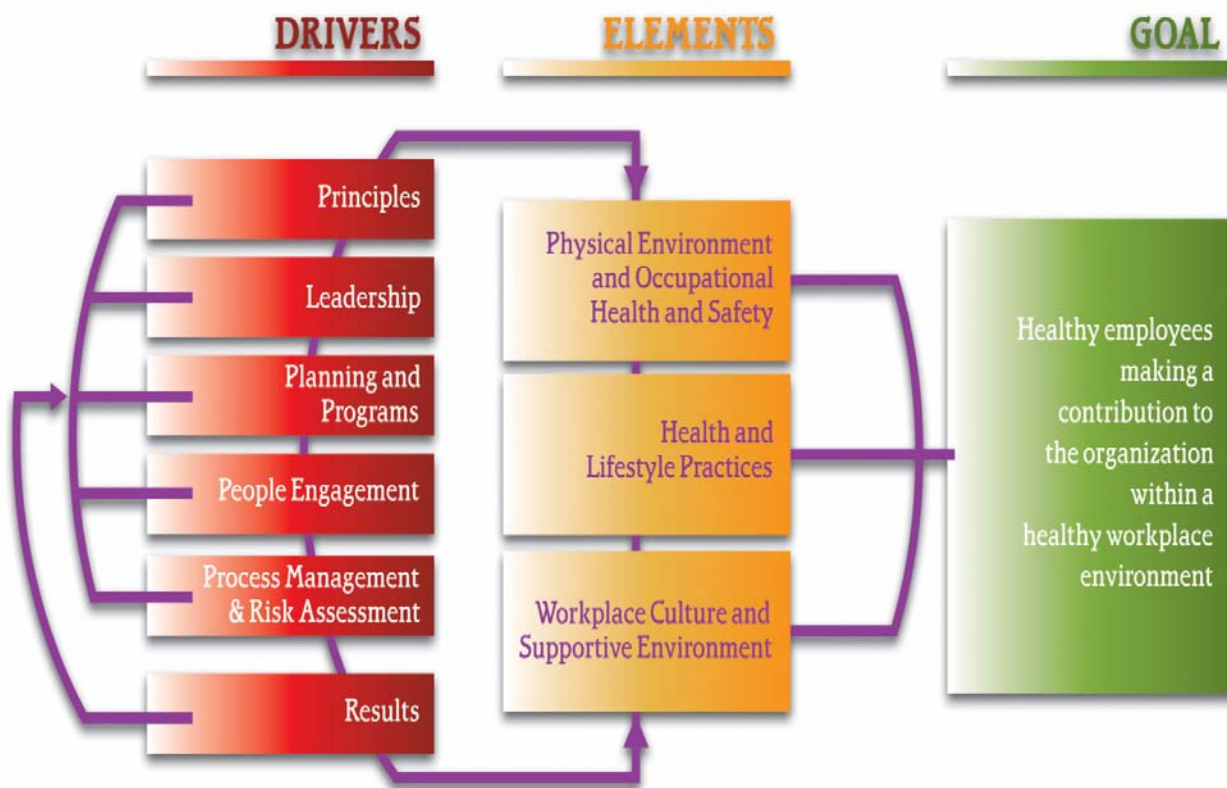 DRIVERS
ELEMENTS
GOAL
Principles
Leadership
Planning and
Programs
People Engagement
Process Management
& Risk Assessment
Results
Physical Environment
and Occupational
Health and Safety
Health and
Lifestyle Practices
Workplace Culture and
Supportive Environment
Healthy employees
making a
contribution to
the organization
within a
healthy workplace
environment